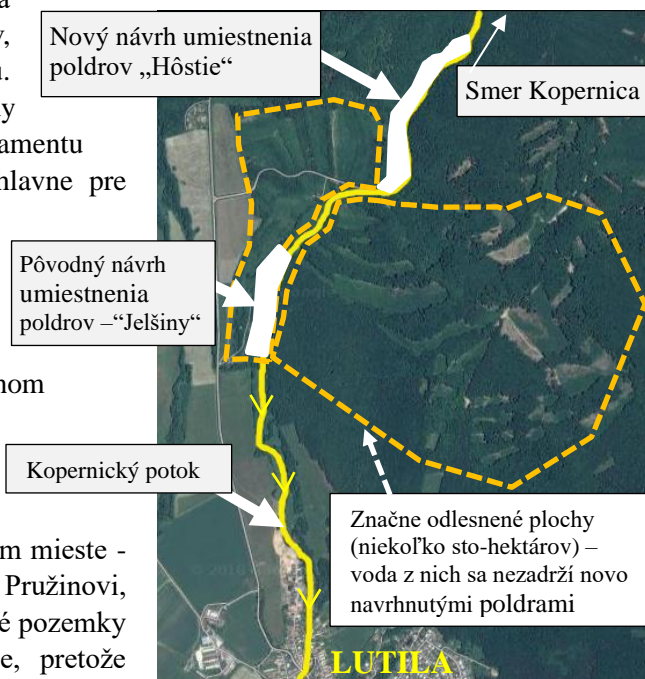 a
v,
u.
y
amentu
hlavne pre
nom
m mieste -
Pružinovi,
é pozemky
e, pretože
Nový návrh umiestnenia
poldrov „Hôstie“
Smer Kopernica
Pôvodný návrh
umiestnenia
poldrov –“Jelšiny“
Kopernický potok
Značne odlesnené plochy
(niekoľko sto-hektárov) –
voda z nich sa nezadrží novo
navrhnutými poldrami
LUTILA